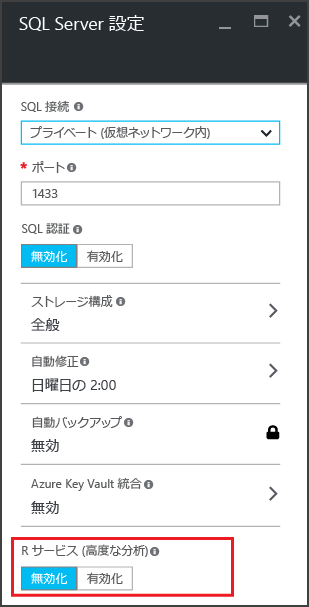 SQL Server 設定
SQL 接続
プライベート (仮想ネットワーク内)
* ポート
1433
SQL 認証
無効化 有効化
ストレージ構成
全般
自動修正
日曜日の 2:00
自動バックアップ
無効
Azure Key Vault 統合
無効
R サービス (高度な分析)
無効化 有効化